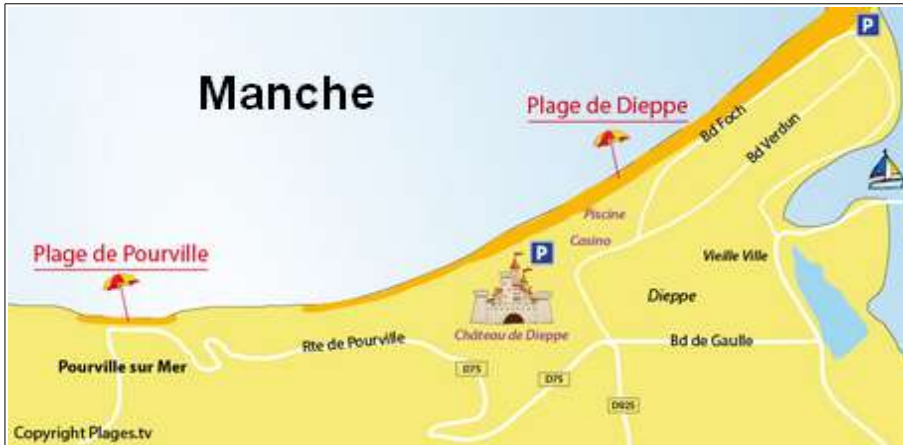 P
Manche
Plage de Dieppe
Bd Foch
Bd Verdun
Piscine
Plage de Pourville
P
Casino
Vieille Ville
Dieppe
Château de Dieppe
Rte de Pourville
Bd de Gaulle
Pourville sur Mer
D75
D75
D925
Copyright Plages.tv